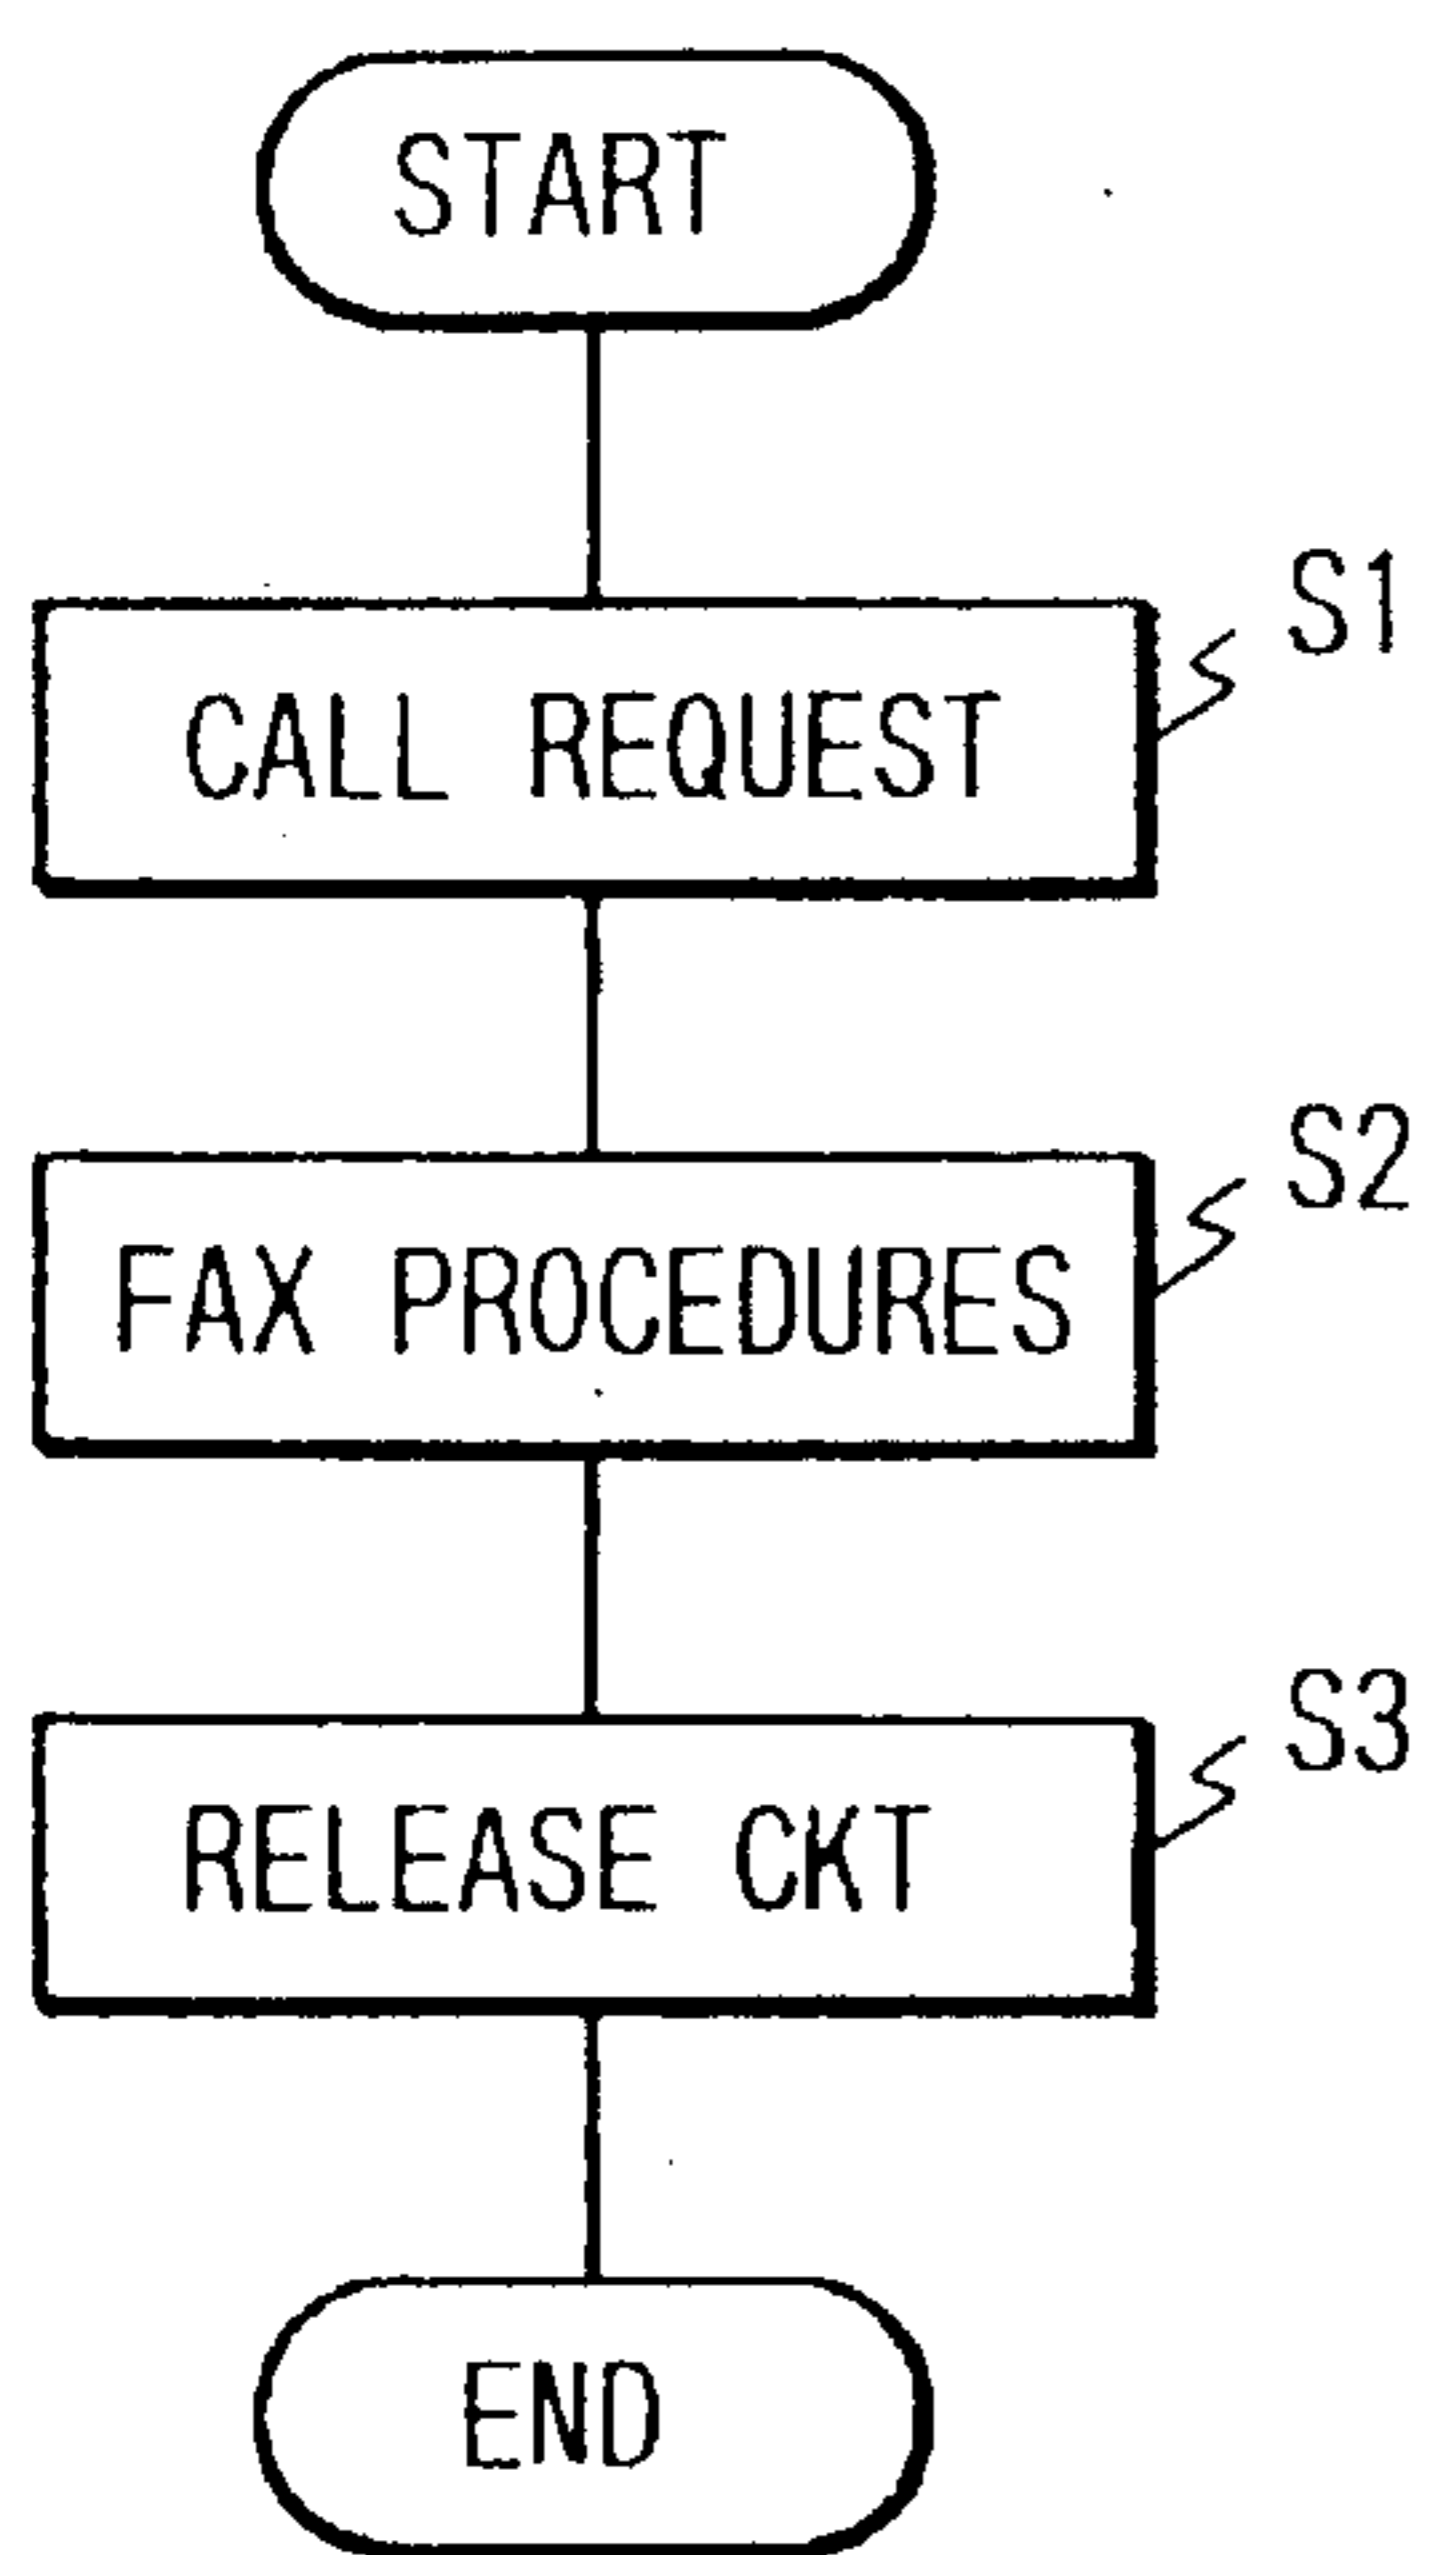 START
S1
CALL REQUEST
S2
FAX PROCEDURES
S3
RELEASE CKT
END